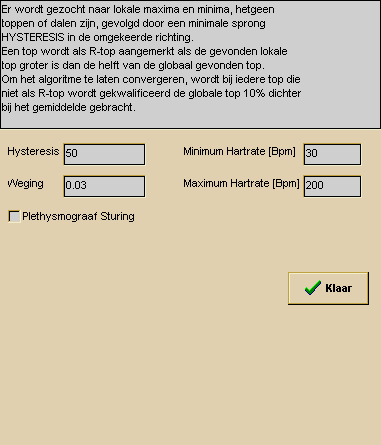 Er wordt gezocht naar lokale maxima en minima, hetgeen
toppen of dalen zijn, gevolgd door een minimale sprong
HYSTERESIS in de omgekeerde richting.
Een top wordt als R-top aangemerkt als de gevonden lokale
top groter is dan de helft van de globaal gevonden top.
Om het algoritme te laten convergeren, wordt bij iedere top die
niet als R-top wordt gekwalificeerd de globale top 10% dichter
bij het gemiddelde gebracht.
Hysteresis 50 Minimum Hartrate [Bpm] 30
Weging 0.03 Maximum Hartrate [Bpm] 200
Plethysmograaf Sturing
Klaar